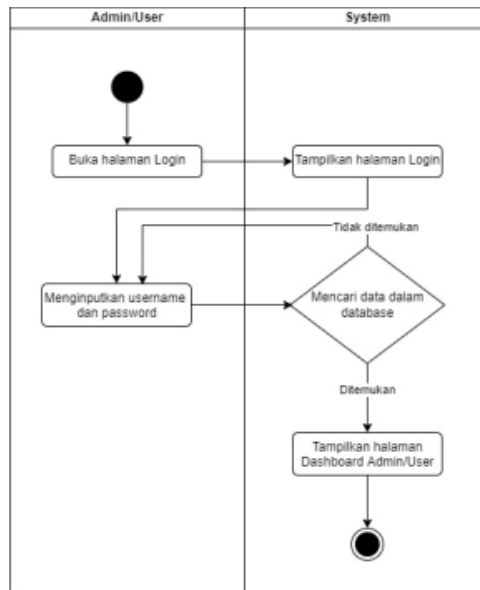 Admin/User
System
Buka halaman Login
Tampilkan halaman Login
Tidak ditemukan
Menginputkan username
dan password
Mencari data dalam
database
Ditemukan
Tampilkan halaman
Dashboard Admin/User